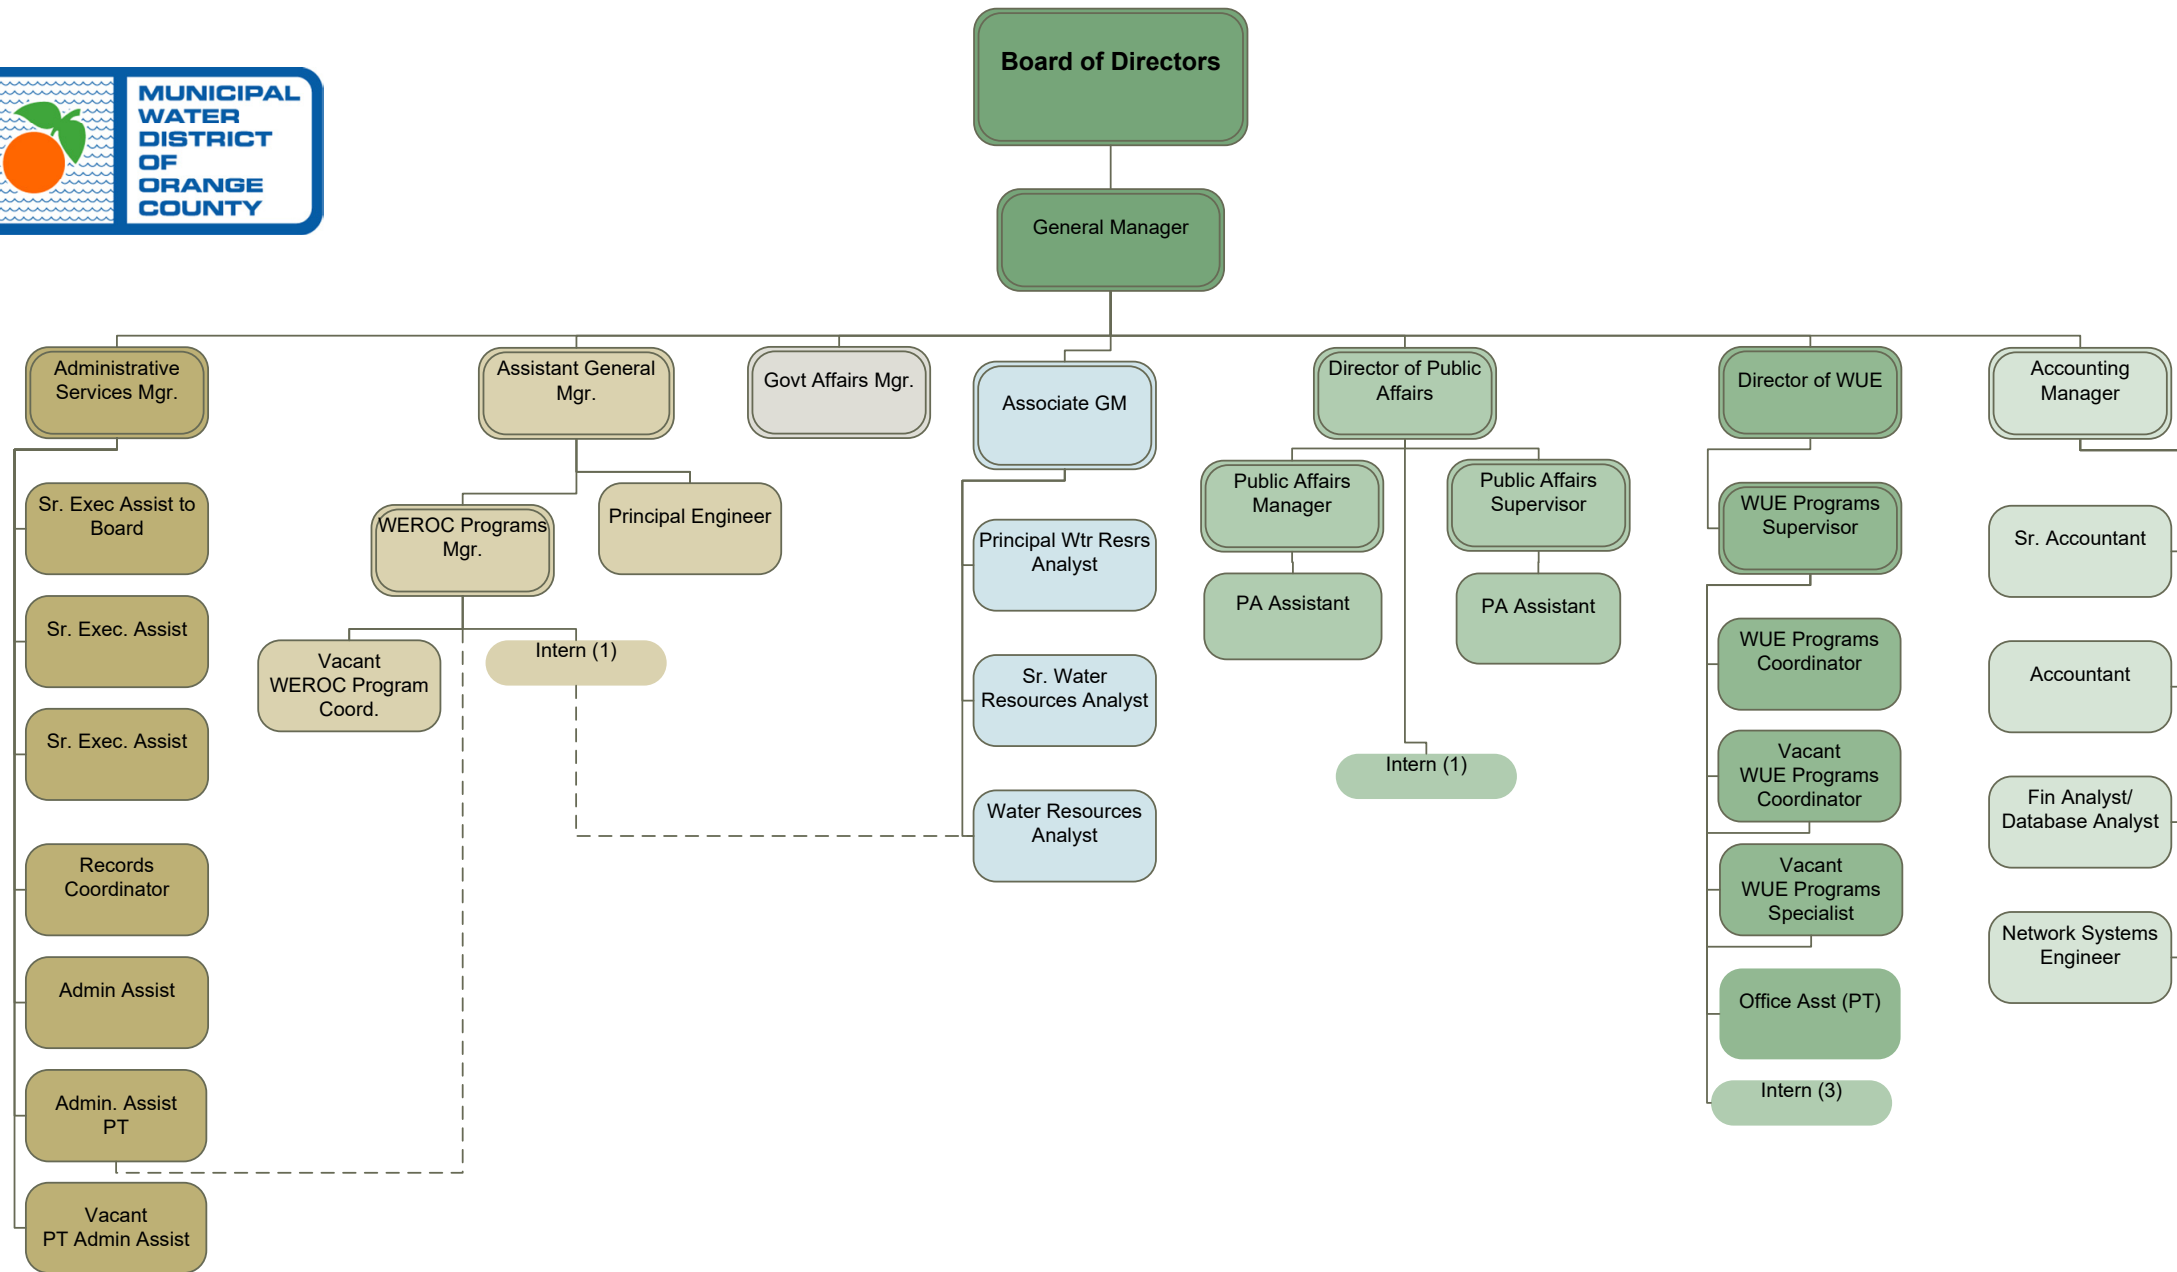 MUNICIPAL
WATER
DISTRICT
OF
ORANGE
COUNTY
Board of Directors
General Manager
Administrative
Services Mgr.
Sr. Exec Assist to
Board
Sr. Exec. Assist
Sr. Exec. Assist
Records
Coordinator
Admin Assist
Admin. Assist
PT
Vacant
PT Admin Assist
Assistant General
Mgr.
WEROC Programs
Mgr.
Principal Engineer
Vacant
WEROC Program
Coord.
Intern (1)
Govt Affairs Mgr.
Associate GM
Principal Wtr Resrs
Analyst
Sr. Water
Resources Analyst
Water Resources
Analyst
Director of Public
Affairs
Public Affairs
Manager
PA Assistant
Public Affairs
Supervisor
PA Assistant
Intern (1)
Director of WUE
WUE Programs
Supervisor
WUE Programs
Coordinator
Vacant
WUE Programs
Coordinator
Vacant
WUE Programs
Specialist
Office Asst (PT)
Intern (3)
Accounting
Manager
Sr. Accountant
Accountant
Fin Analyst/
Database Analyst
Network Systems
Engineer